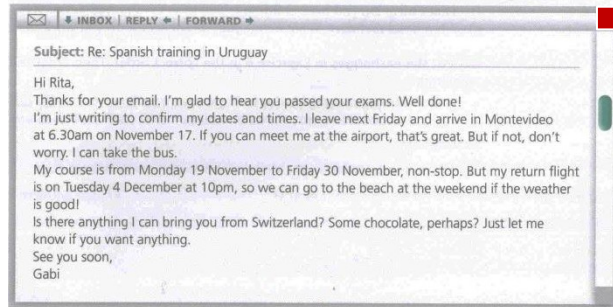 INBOX | REPLY | FORWARD
Subject: Re: Spanish training in Uruguay
Hi Rita,
Thanks for your email. I'm glad to hear you passed your exams. Well done!
I'm just writing to confirm my dates and times. I leave next Friday and arrive in Montevideo
at 6.30am on November 17. If you can meet me at the airport, that's great. But if not, don't
worry. I can take the bus.
My course is from Monday 19 November to Friday 30 November, non-stop. But my return flight
is on Tuesday 4 December at 10pm, so we can go to the beach at the weekend if the weather
is good!
Is there anything I can bring you from Switzerland? Some chocolate, perhaps? Just let me
know if you want anything.
See you soon,
Gabi